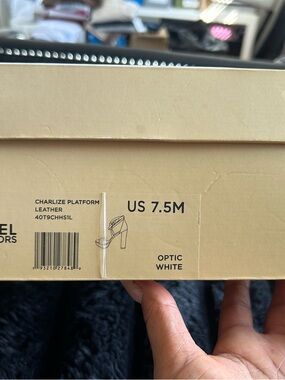 CHARLIZE PLATFORM
LEATHER
40T9CHHS1L
US 7.5M
EL
ORS
OPTIC
WHITE